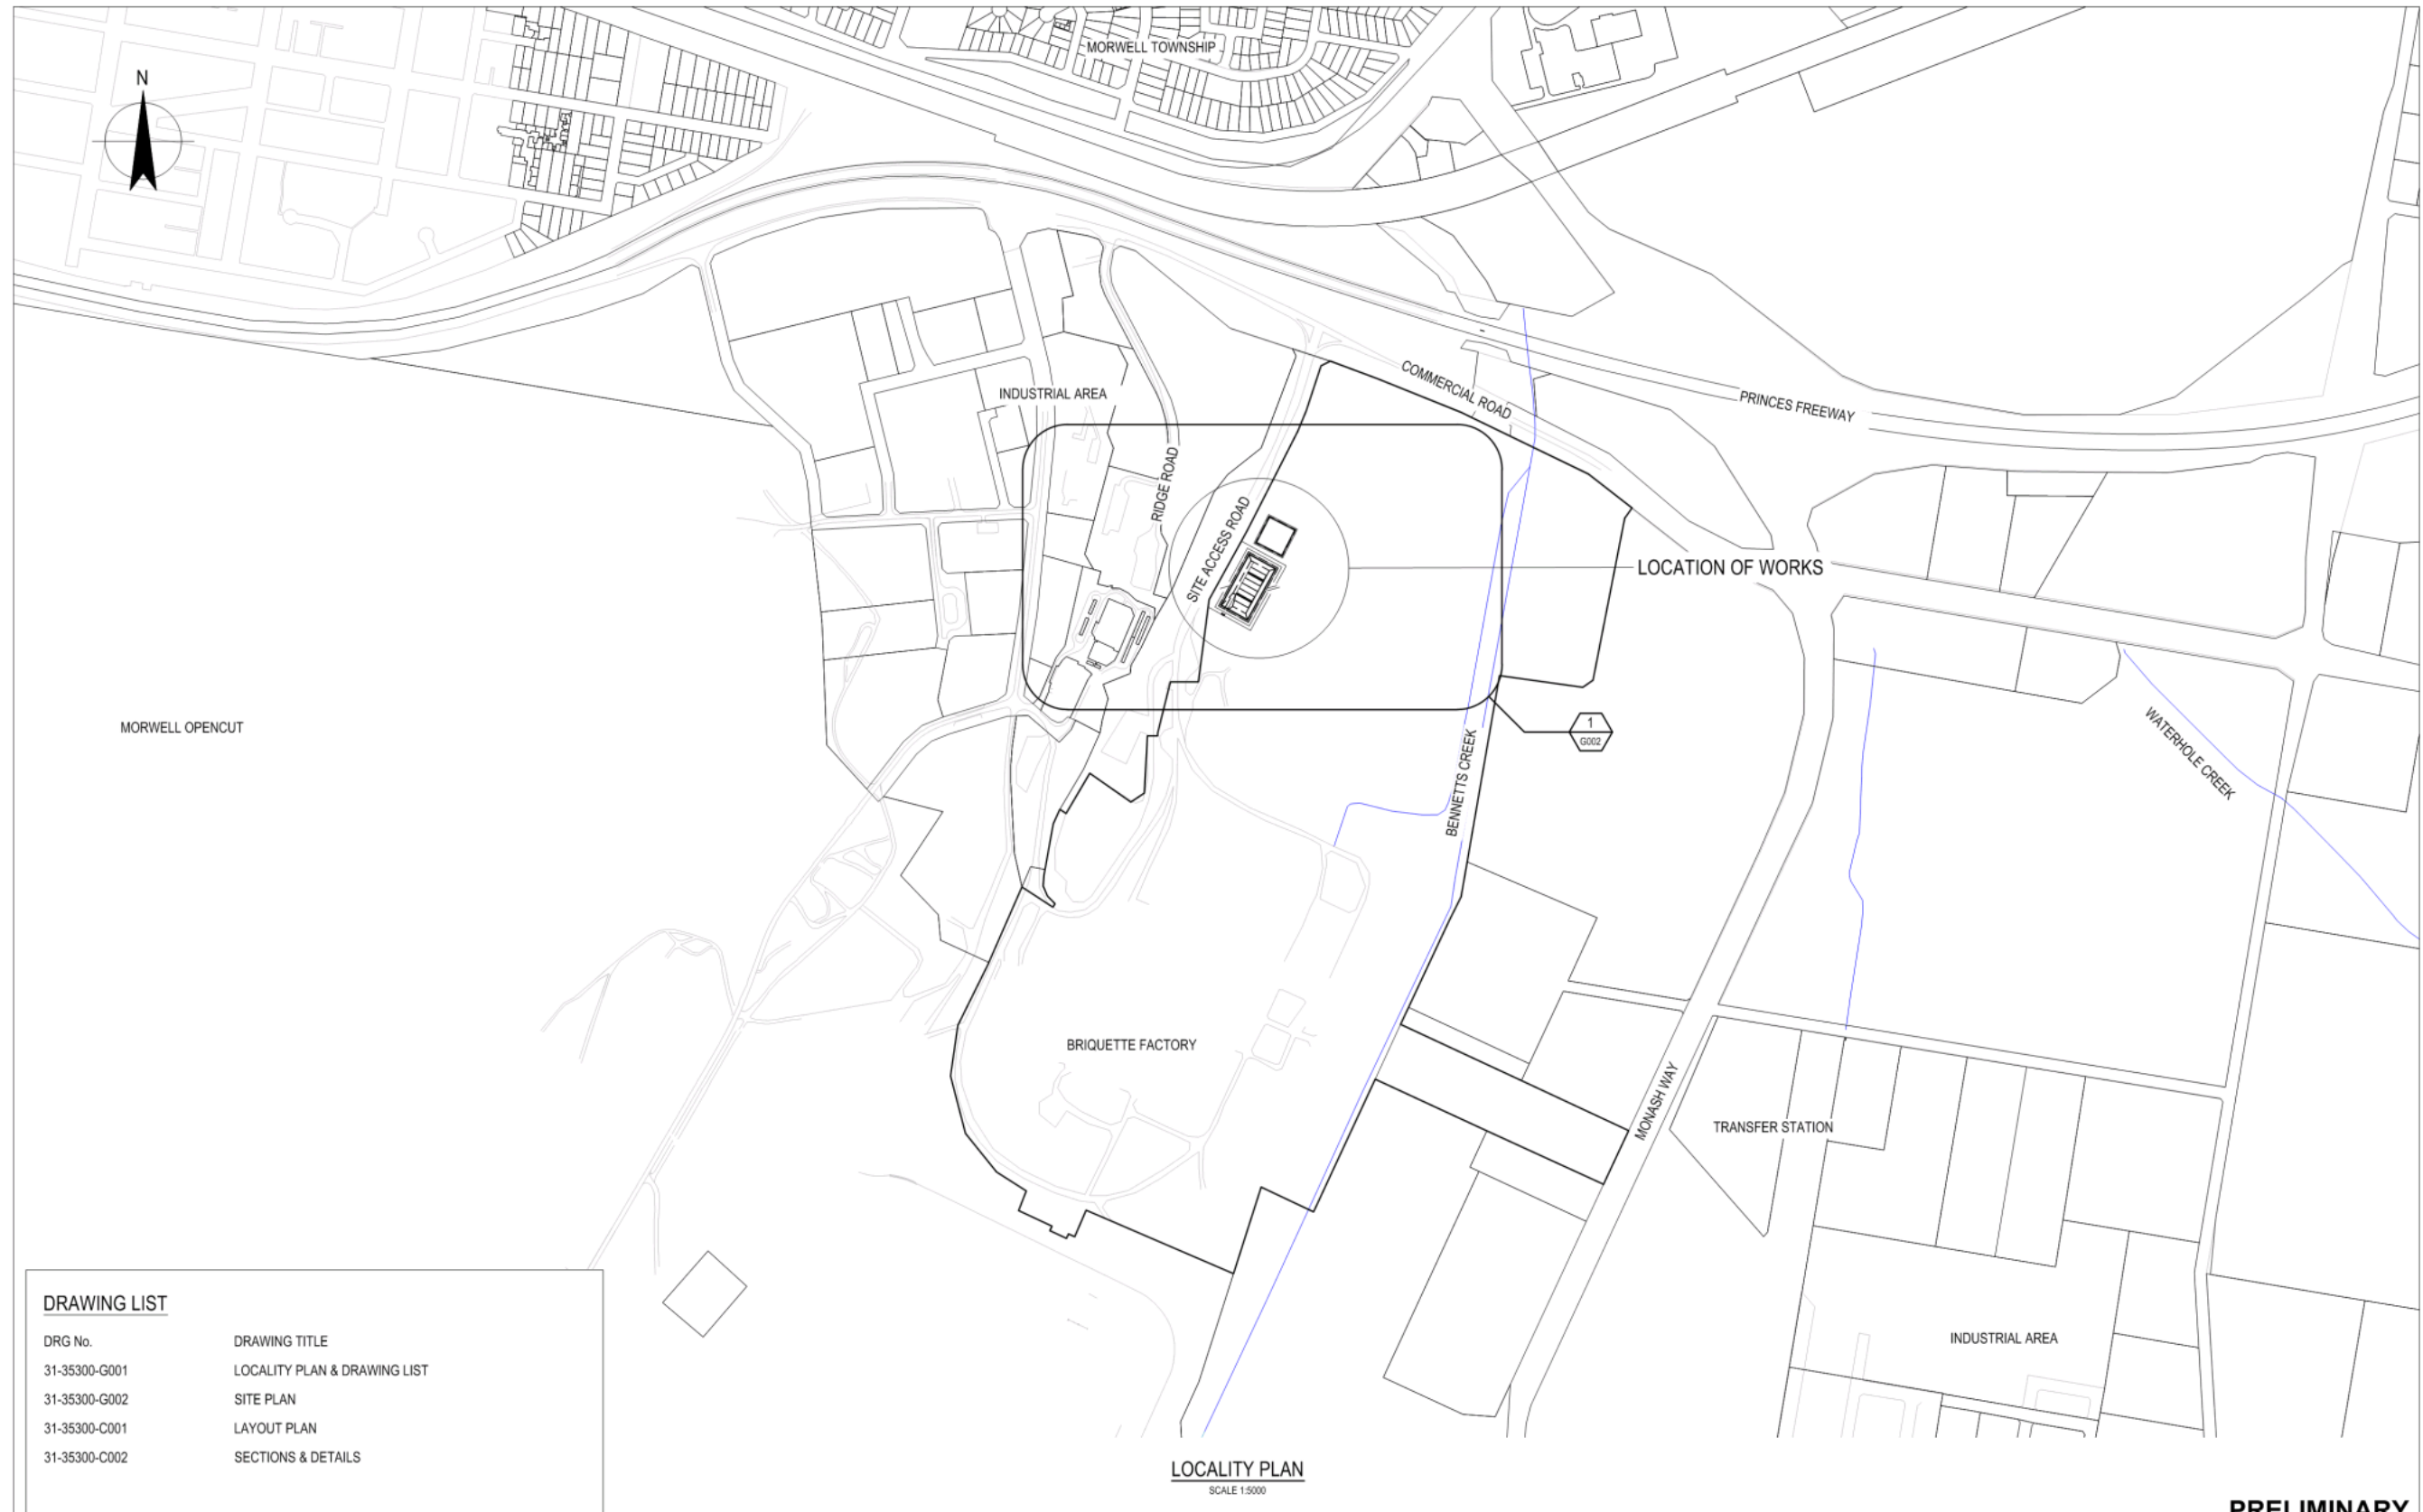 MORWELL TOWNSHIP
N
INDUSTRIAL AREA
COMMERCIAL ROAD
PRINCES FREEWAY
RIDGE ROAD
SITE ACCESS ROAD
LOCATION OF WORKS
MORWELL OPENCUT
1
G002
BENNETTS CREEK
WATERHOLE CREEK
BRIQUETTE FACTORY
MONASH WAY
TRANSFER STATION
INDUSTRIAL AREA
DRAWING LIST
DRG No. DRAWING TITLE
31-35300-G001 LOCALITY PLAN & DRAWING LIST
31-35300-G002 SITE PLAN
31-35300-C001 LAYOUT PLAN
31-35300-C002 SECTIONS & DETAILS
LOCALITY PLAN
SCALE 1:5000
PRELIMINARY